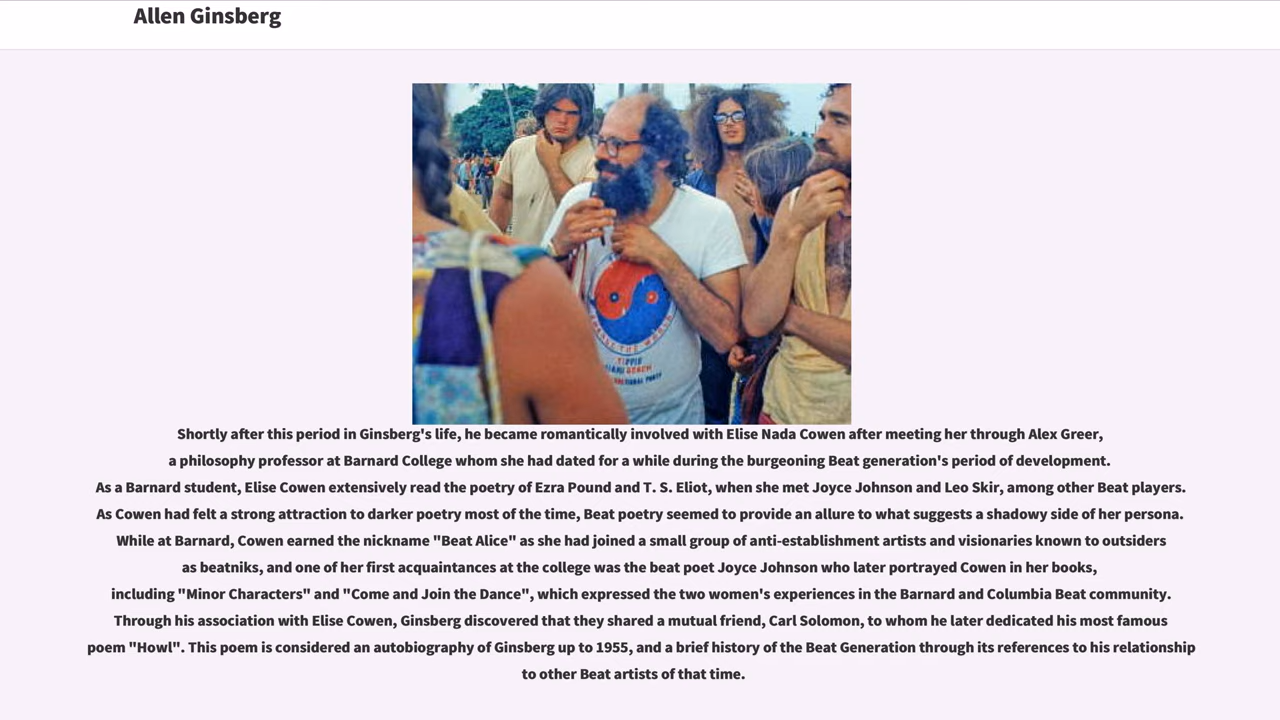 Allen Ginsberg
YIPPIE
Shortly after this period in Ginsberg's life, he became romantically involved with Elise Nada Cowen after meeting her through Alex Greer,
a philosophy professor at Barnard College whom she had dated for a while during the burgeoning Beat generation's period of development.
As a Barnard student, Elise Cowen extensively read the poetry of Ezra Pound and T. S. Eliot, when she met Joyce Johnson and Leo Skir, among other Beat players.
As Cowen had felt a strong attraction to darker poetry most of the time, Beat poetry seemed to provide an allure to what suggests a shadowy side of her persona.
While at Barnard, Cowen earned the nickname "Beat Alice" as she had joined a small group of anti-establishment artists and visionaries known to outsiders
as beatniks, and one of her first acquaintances at the college was the beat poet Joyce Johnson who later portrayed Cowen in her books,
including "Minor Characters" and "Come and Join the Dance", which expressed the two women's experiences in the Barnard and Columbia Beat community.
Through his association with Elise Cowen, Ginsberg discovered that they shared a mutual friend, Carl Solomon, to whom he later dedicated his most famous
poem "Howl". This poem is considered an autobiography of Ginsberg up to 1955, and a brief history of the Beat Generation through its references to his relationship
to other Beat artists of that time.